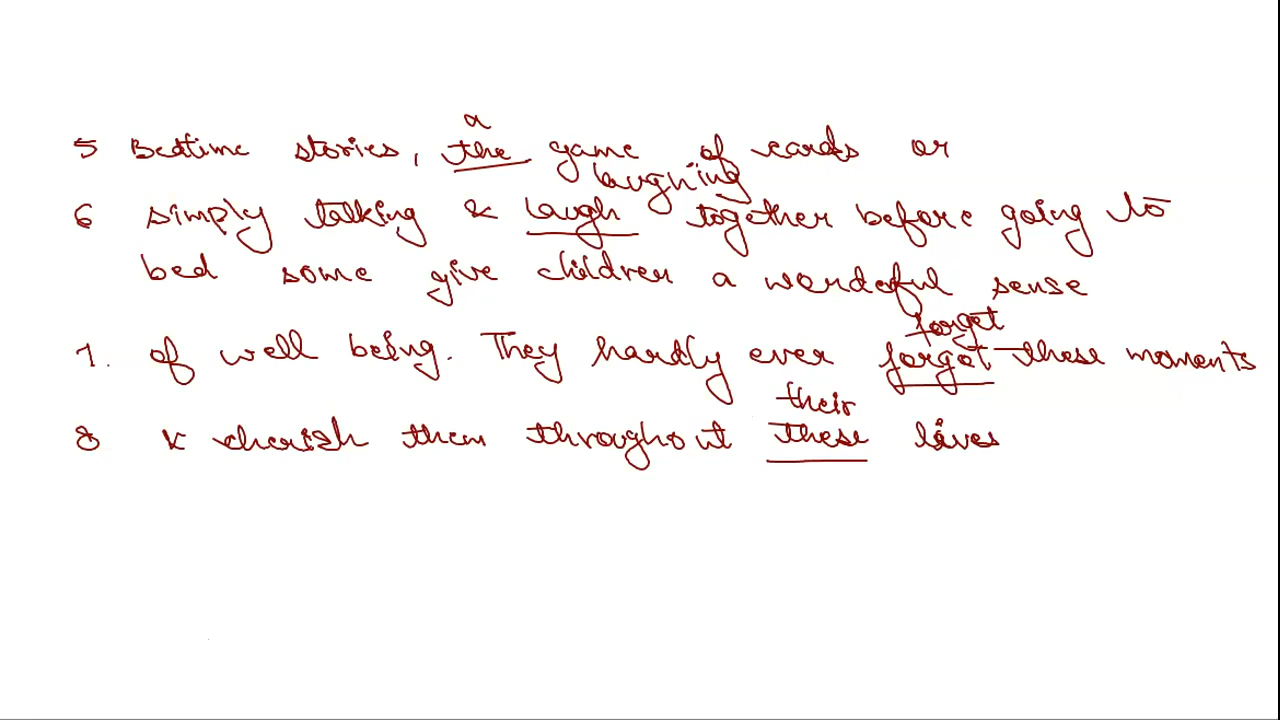 a
5 Bedtime stories, the game of cards or
laughing
6 simply talking & laugh together before going to
bed some give children a wonderful sense
forget
7. of well being. They hardly ever forgot these moments
their
8 & cherish them throughout these lives